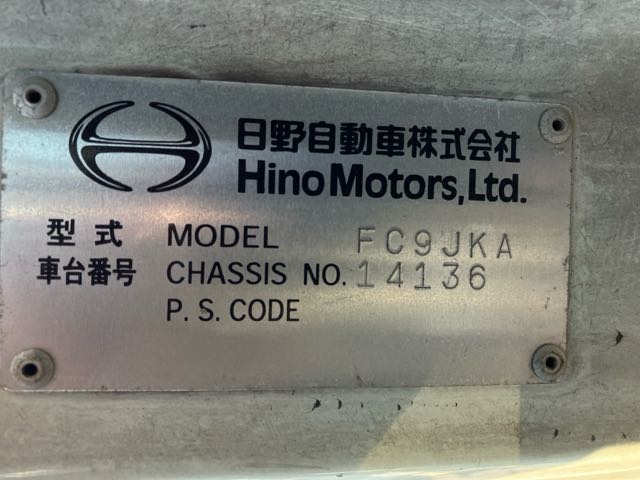 日野自動車株式会社
Hino Motors, Ltd.
型式 MODEL FC9JKA
車台番号 CHASSIS NO. 14136
P. S. CODE